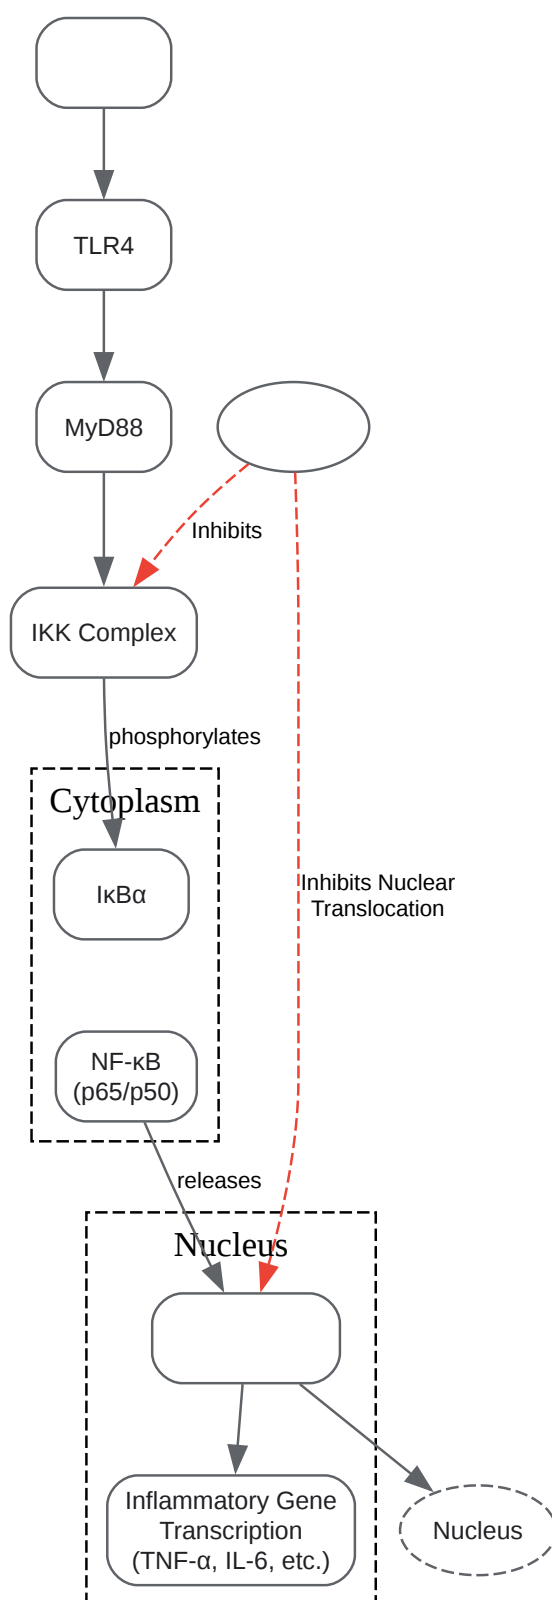 TLR4
MyD88
Inhibits
IKK Complex
phosphorylates
Cytoplasm
IκBα
Inhibits Nuclear
Translocation
NF-κB
(p65/p50)
releases
Nucleus
Inflammatory Gene
Transcription
(TNF-α, IL-6, etc.)
Nucleus